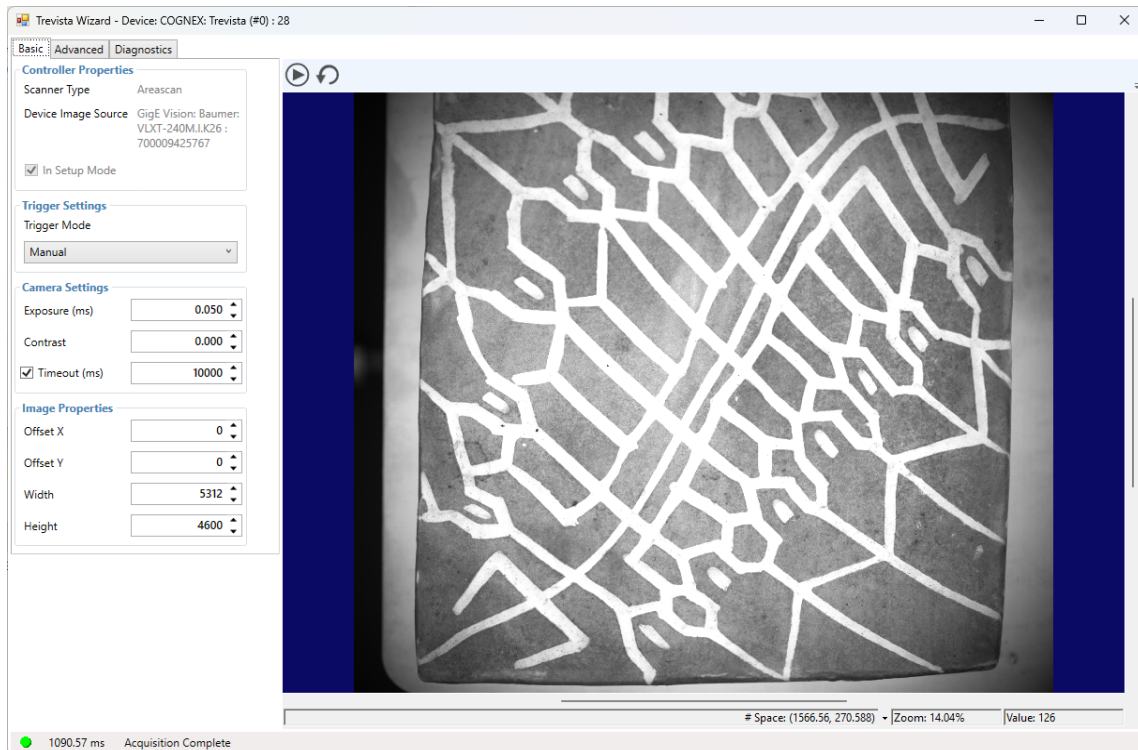 Trevista Wizard - Device: COGNEX: Trevista (#0) : 28
Basic Advanced Diagnostics
Controller Properties
Scanner Type Areascan
Device Image Source GigE Vision: Baumer:
VLXT-240M.I.K26 :
700009425767
In Setup Mode
Trigger Settings
Trigger Mode
Manual
Camera Settings
Exposure (ms) 0.050
Contrast 0.000
Timeout (ms) 10000
Image Properties
Offset X 0
Offset Y 0
Width 5312
Height 4600
# Space: (1566.56, 270.588) Zoom: 14.04% Value: 126
1090.57 ms Acquisition Complete